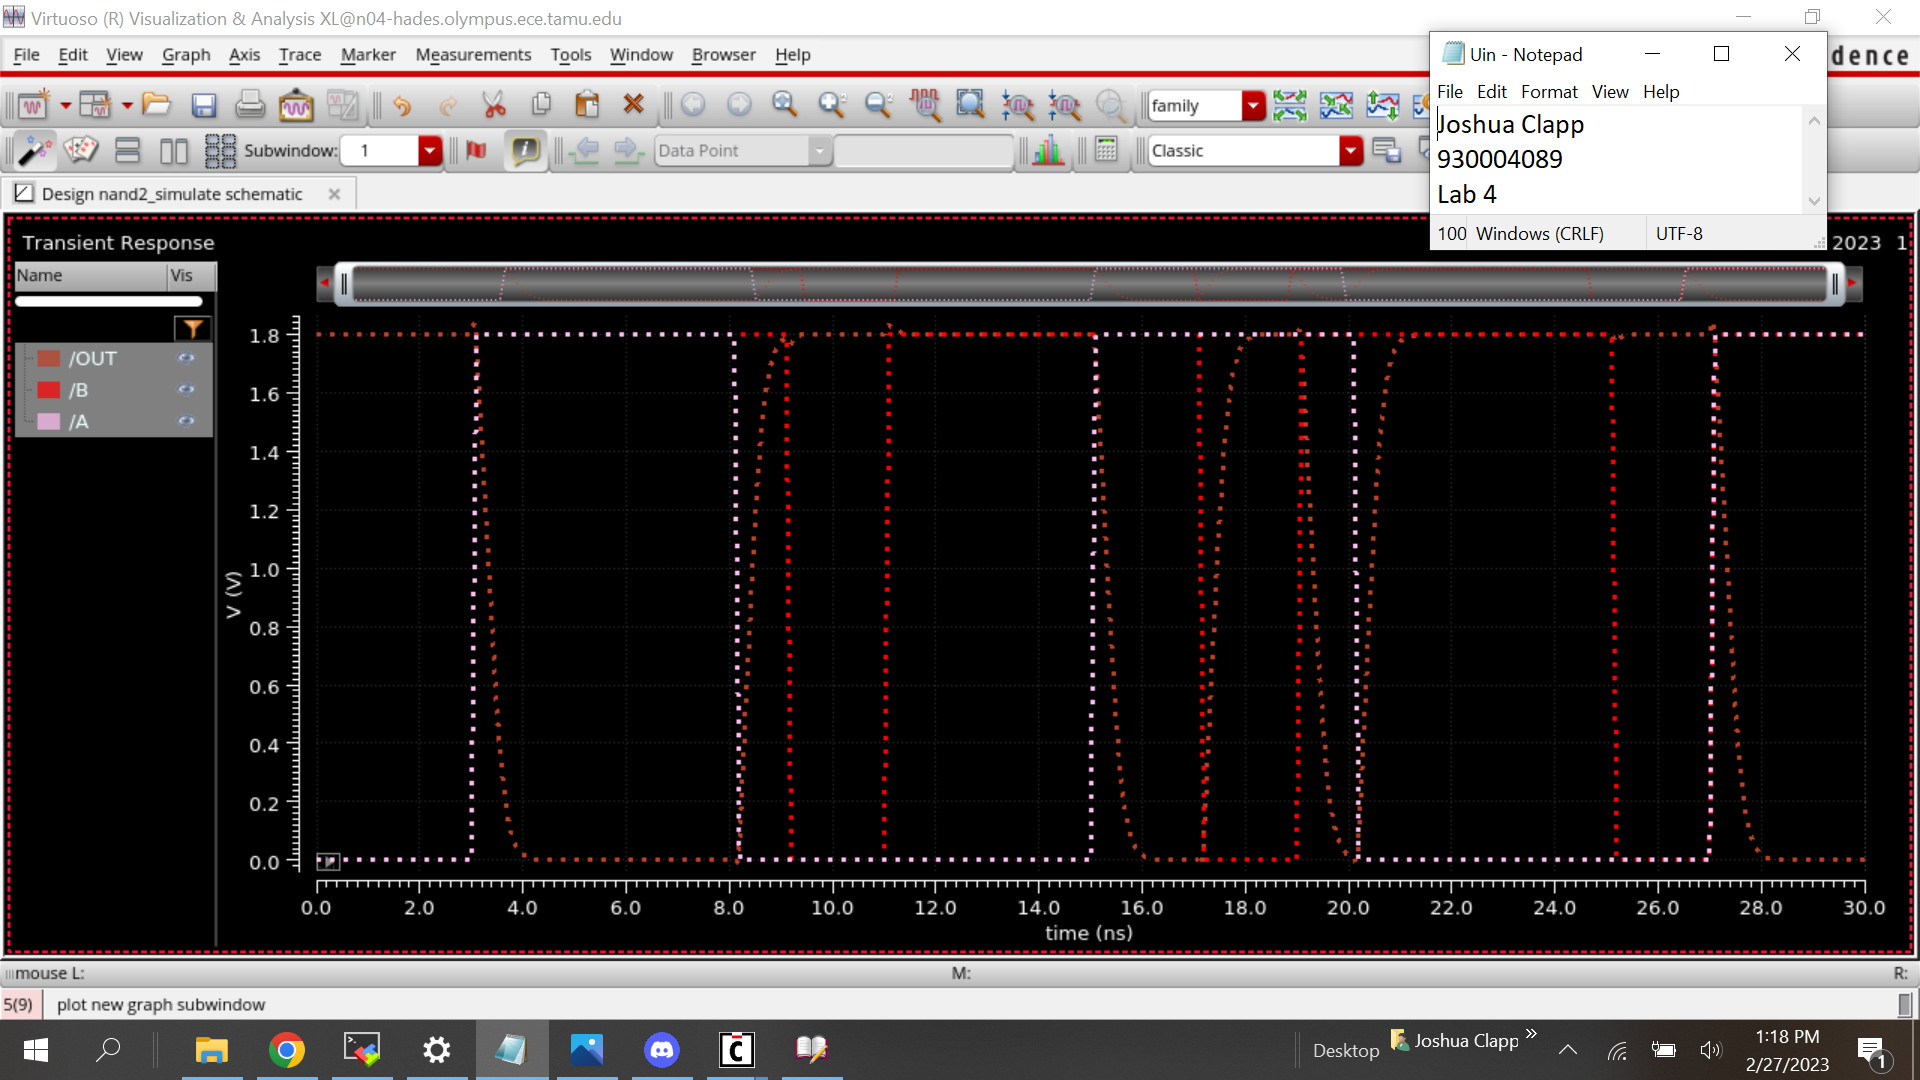 Virtuoso (R) Visualization & Analysis XL@n04-hades.olympus.ece.tamu.edu
File Edit View Graph Axis Trace Marker Measurements Tools Window Browser Help
dence
Uin - Notepad
File Edit Format View Help
Joshua Clapp
930004089
Lab 4
100 Windows (CRLF) UTF-8
family
Subwindow: 1
Data Point
Classic
Design nand2_simulate schematic
Transient Response
2023 1
Name Vis
/OUT
/B
/A
V (V)
1.8
1.6
1.4
1.2
1.0
0.8
0.6
0.4
0.2
0.0
0.0 2.0 4.0 6.0 8.0 10.0 12.0 14.0 16.0 18.0 20.0 22.0 24.0 26.0 28.0 30.0
time (ns)
mouse L: M: R:
5(9) plot new graph subwindow
Desktop Joshua Clapp
1:18 PM
2/27/2023
1